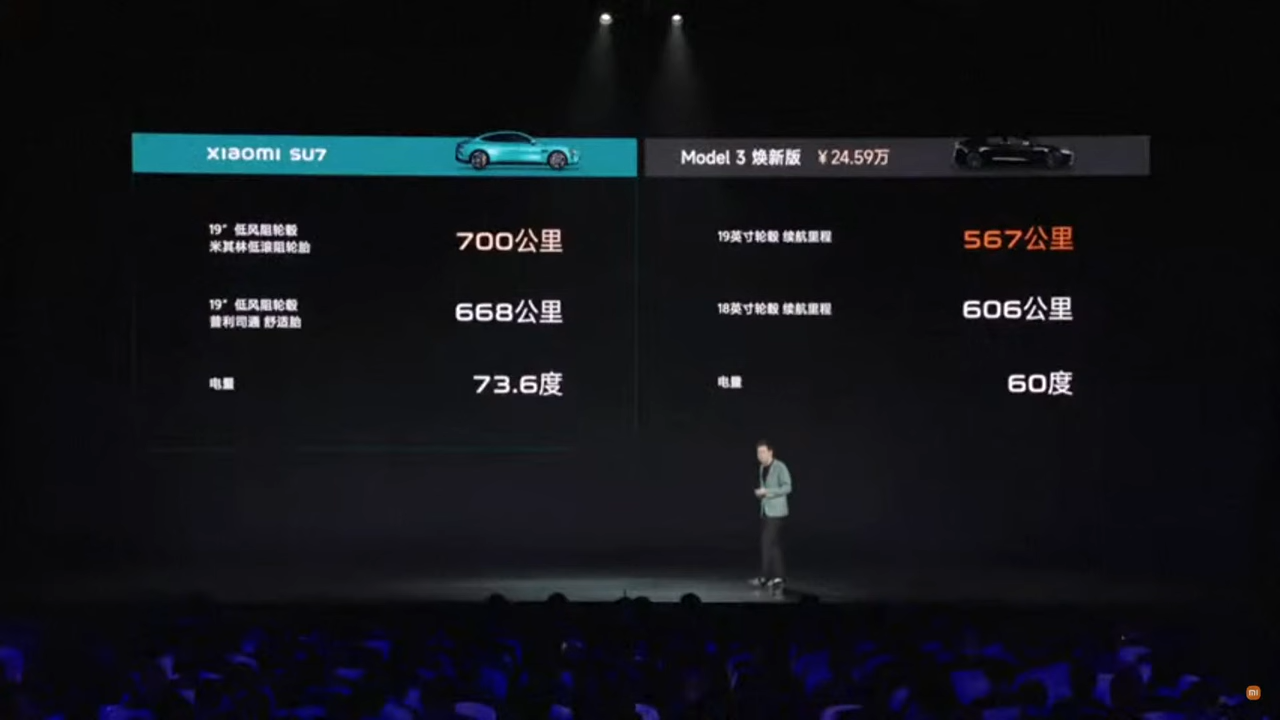 XIAOMI SU7
19" 低风阻轮毂
米其林低滚阻轮胎
700公里
19" 低风阻轮毂
普利司通 舒适胎
668公里
电量
73.6度
Model 3 焕新版 ¥24.59万
19英寸轮毂 续航里程
567公里
18英寸轮毂 续航里程
606公里
电量
60度
mi